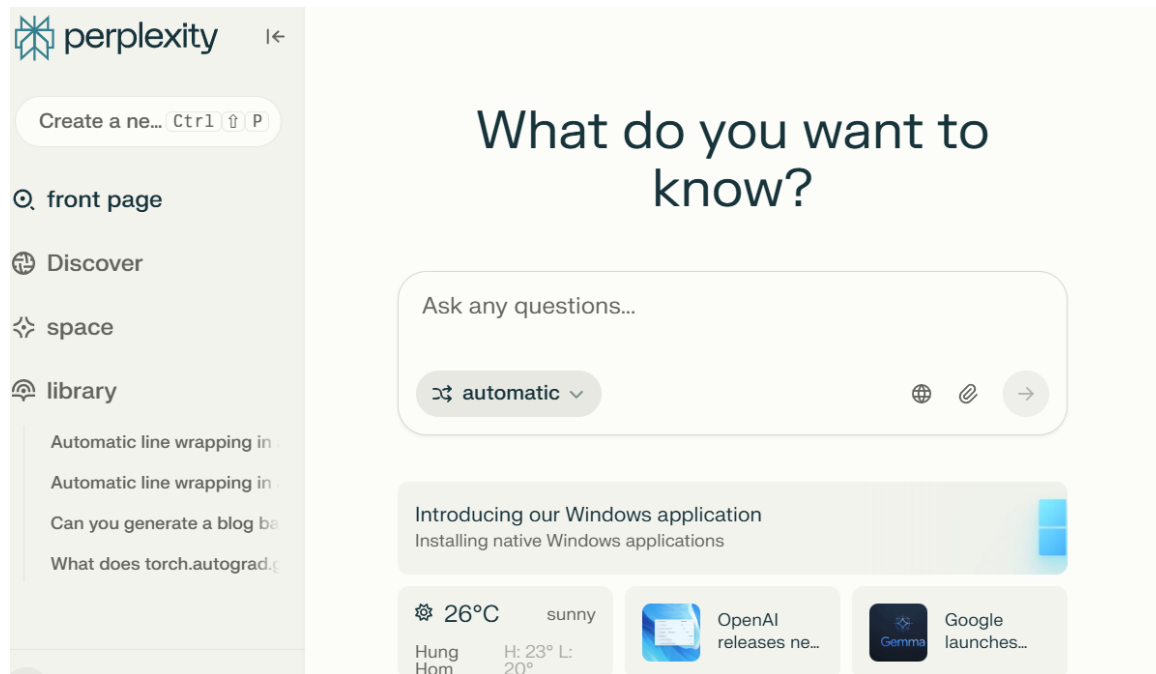 perplexity
Create a ne... Ctrl ⇧ P
front page
Discover
space
library
Automatic line wrapping in
Automatic line wrapping in
Can you generate a blog ba
What does torch.autograd.g
What do you want to
know?
Ask any questions...
automatic
Introducing our Windows application
Installing native Windows applications
26°C sunny
Hung
Hom
H: 23° L:
20°
OpenAI
releases ne...
Gemma
Google
launches...